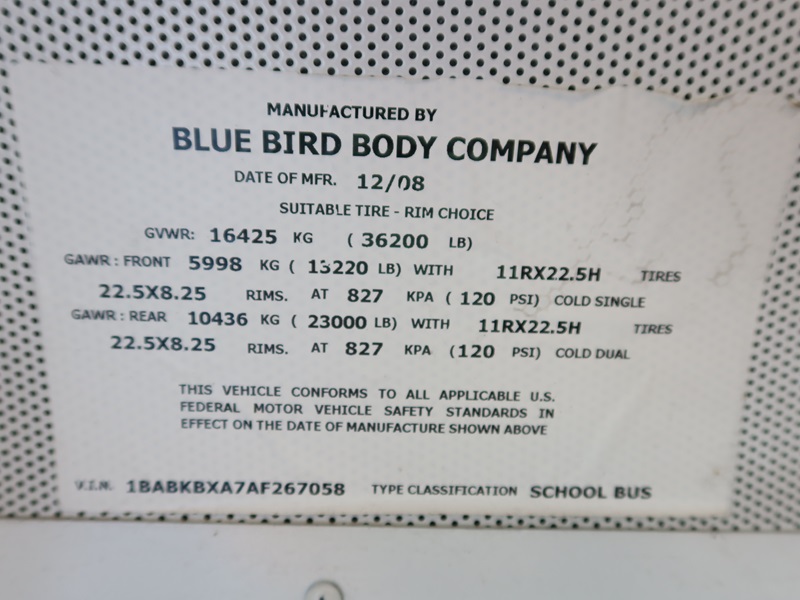 MANUFACTURED BY
BLUE BIRD BODY COMPANY
DATE OF MFR. 12/08
SUITABLE TIRE - RIM CHOICE
GVWR: 16425 KG ( 36200 LB)
GAWR : FRONT 5998 KG ( 13220 LB) WITH 11RX22.5H TIRES
22.5X8.25 RIMS. AT 827 KPA ( 120 PSI) COLD SINGLE
GAWR : REAR 10436 KG ( 23000 LB) WITH 11RX22.5H TIRES
22.5X8.25 RIMS. AT 827 KPA (120 PSI) COLD DUAL
THIS VEHICLE CONFORMS TO ALL APPLICABLE U.S.
FEDERAL MOTOR VEHICLE SAFETY STANDARDS IN
EFFECT ON THE DATE OF MANUFACTURE SHOWN ABOVE
V.I.N. 1BABKBXA7AF267058 TYPE CLASSIFICATION SCHOOL BUS